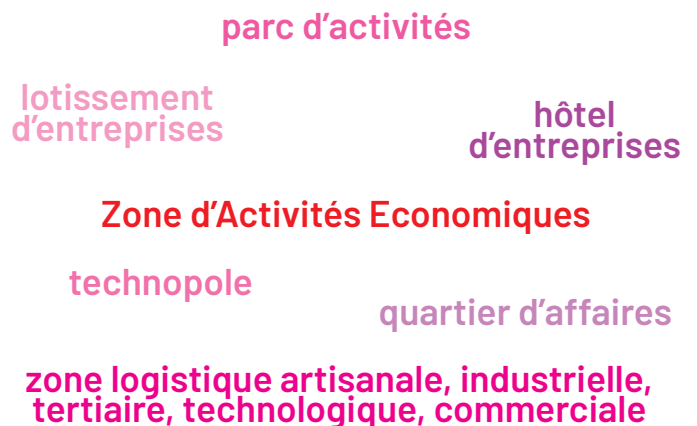 parc d’activités
lotissement
d’entreprises
hôtel
d’entreprises
Zone d’Activités Economiques
technopole
quartier d’affaires
zone logistique artisanale, industrielle,
tertiaire, technologique, commerciale